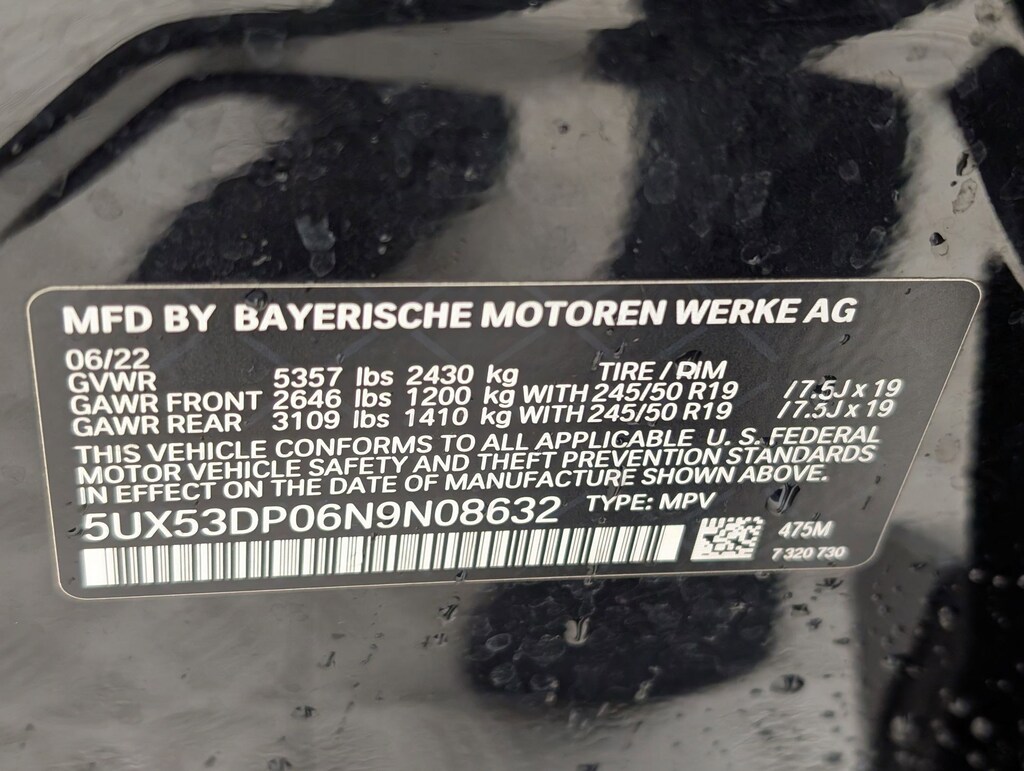 MFD BY BAYERISCHE MOTOREN WERKE AG
06/22 TIRE / RIM
GVWR 5357 lbs 2430 kg
GAWR FRONT 2646 lbs 1200 kg WITH 245/50 R19 /7.5J x 19
GAWR REAR 3109 lbs 1410 kg WITH 245/50 R19 /7.5J x 19
THIS VEHICLE CONFORMS TO ALL APPLICABLE U.S. FEDERAL
MOTOR VEHICLE SAFETY AND THEFT PREVENTION STANDARDS
IN EFFECT ON THE DATE OF MANUFACTURE SHOWN ABOVE.
5UX53DP06N9N08632 TYPE: MPV
475M
7 320 730